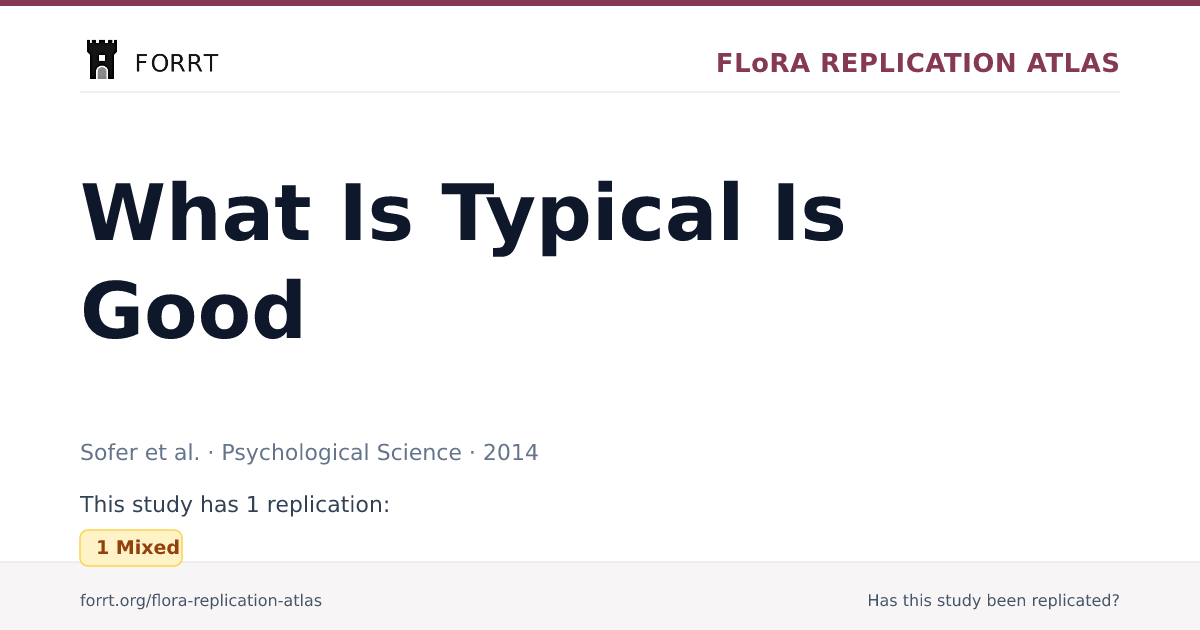 FORRT
FLoRA REPLICATION ATLAS
What Is Typical Is
Good
Sofer et al. · Psychological Science · 2014
This study has 1 replication:
1 Mixed
forrt.org/flora-replication-atlas
Has this study been replicated?